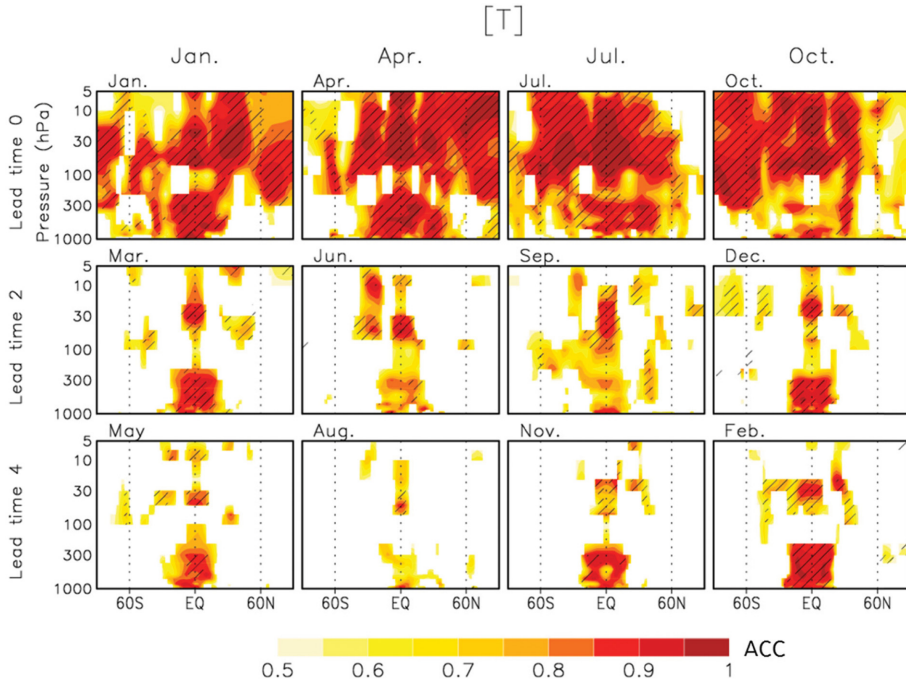 [T]
Jan. Apr. Jul. Oct.
Lead time 0
Pressure (hPa)
Jan. Apr. Jul. Oct.
5
10
30
100
300
1000
Lead time 2
Mar. Jun. Sep. Dec.
5
10
30
100
300
1000
Lead time 4
May Aug. Nov. Feb.
5
10
30
100
300
1000
60S EQ 60N 60S EQ 60N 60S EQ 60N 60S EQ 60N
ACC
0.5 0.6 0.7 0.8 0.9 1